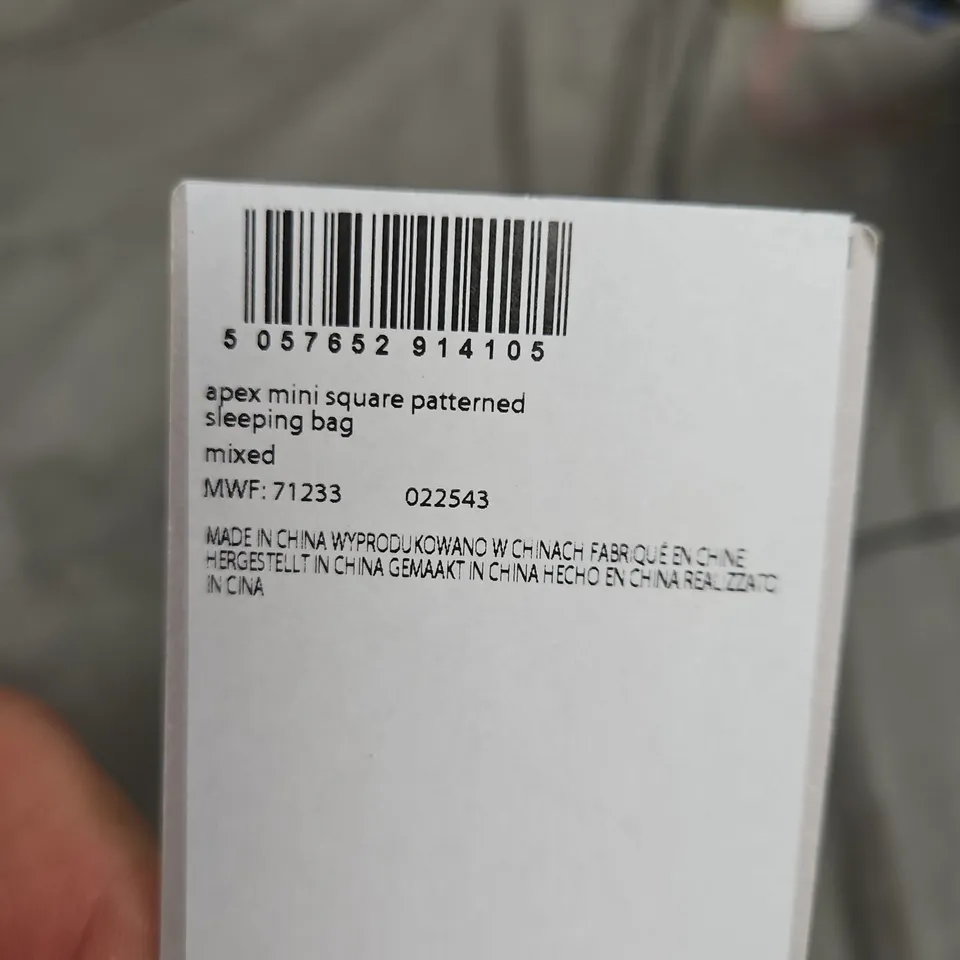 5 057652 914105
apex mini square patterned
sleeping bag
mixed
MWF: 71233 022543
MADE IN CHINA WYPRODUKOWANO W CHINACH FABRIQUÉ EN CHINE
HERGESTELLT IN CHINA GEMAAKT IN CHINA HECHO EN CHINA REALIZZATO
IN CINA